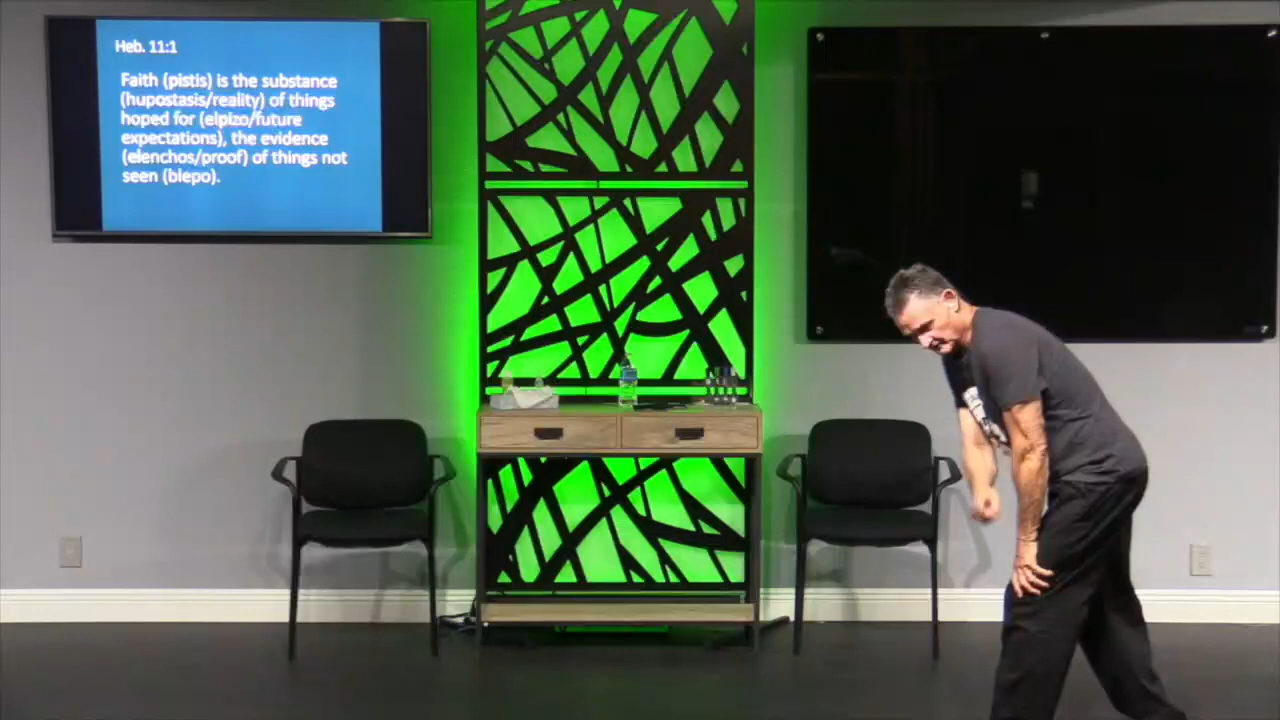 Heb. 11:1
Faith (pistis) is the substance
(hupostasis/reality) of things
hoped for (elpizo/future
expectations), the evidence
(elenchos/proof) of things not
seen (blepo).